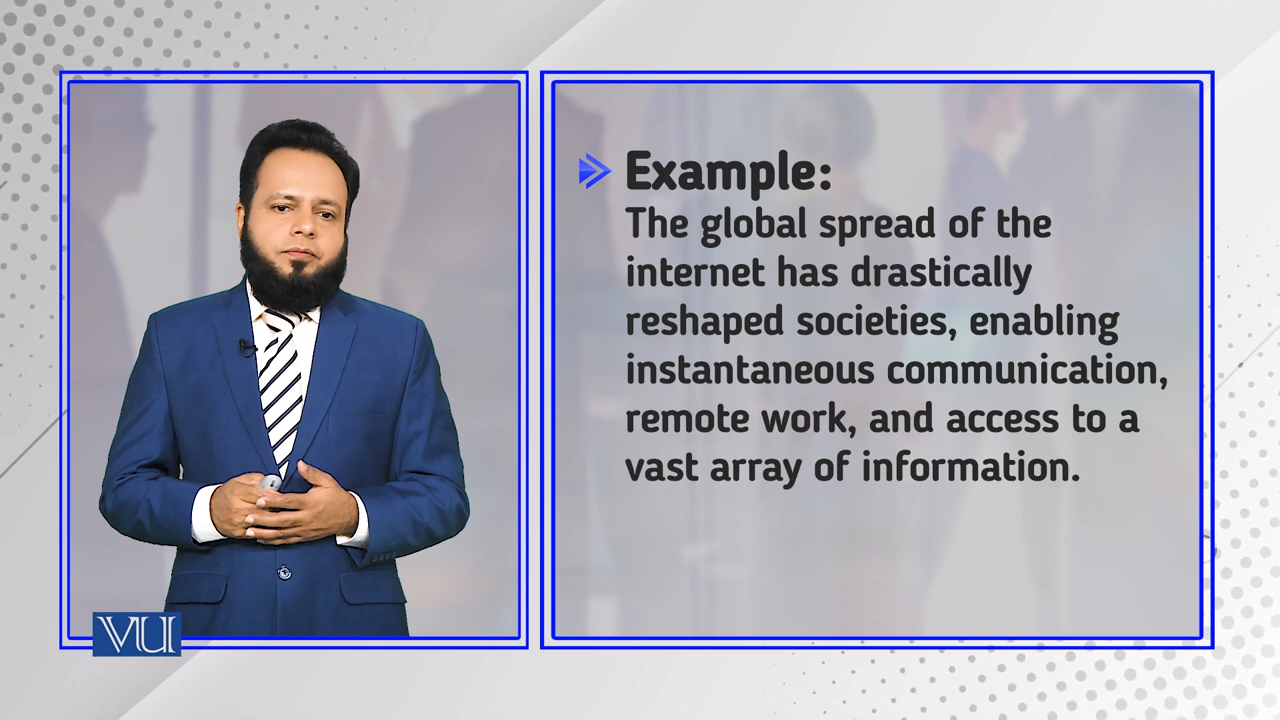 Example:
The global spread of the
internet has drastically
reshaped societies, enabling
instantaneous communication,
remote work, and access to a
vast array of information.
VU